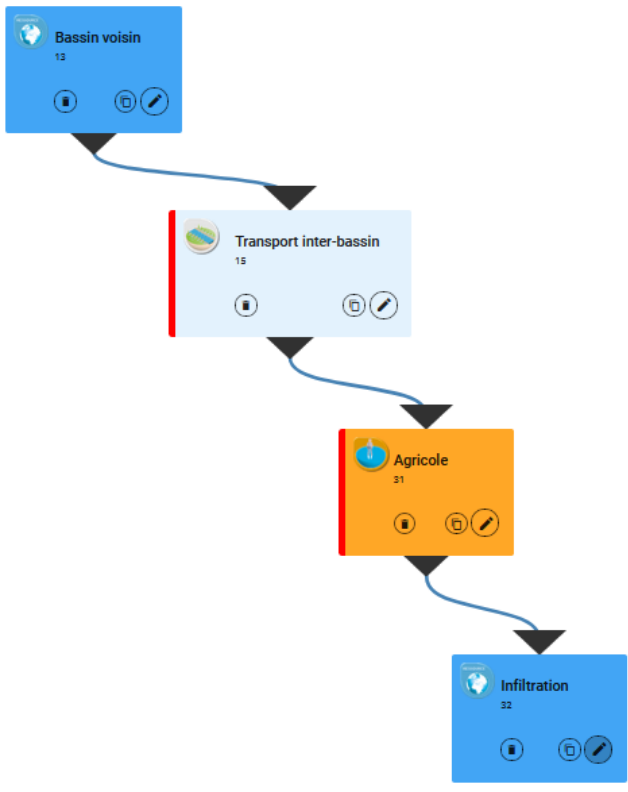 Bassin voisin
13
Transport inter-bassin
15
Agricole
31
Infiltration
32